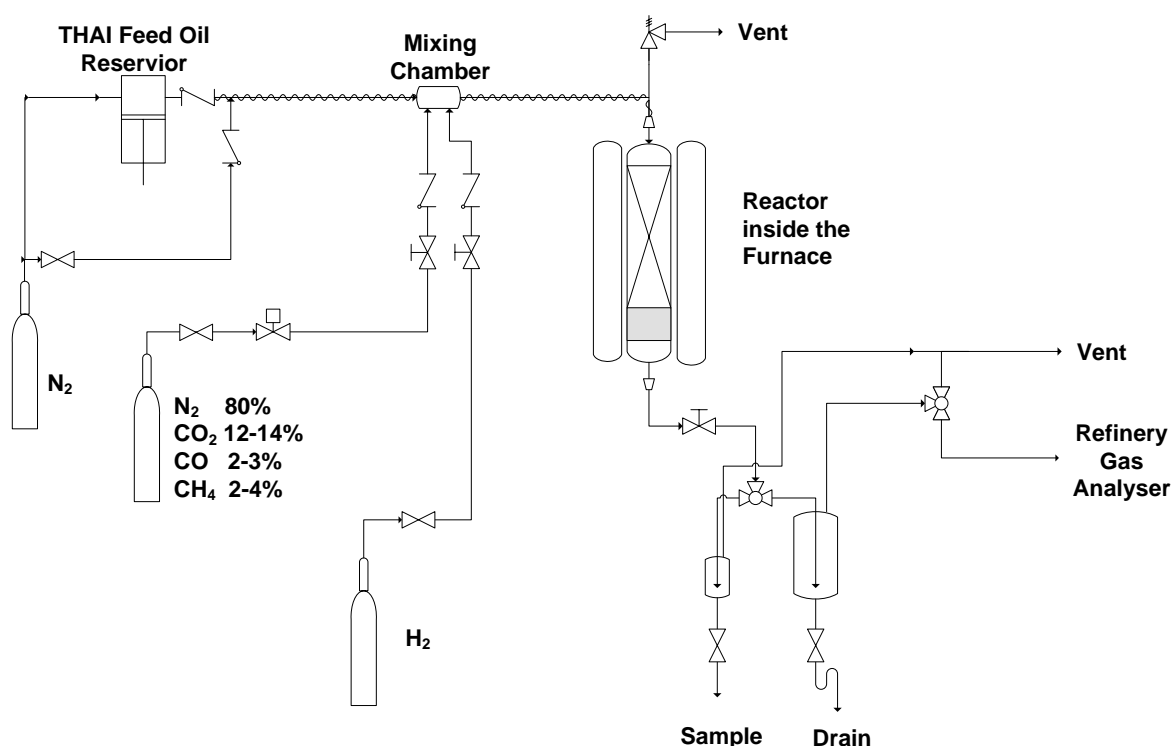 THAI Feed Oil
Reservior
Mixing
Chamber
Vent
Reactor
inside the
Furnace
N₂
N₂ 80%
CO₂ 12-14%
CO 2-3%
CH₄ 2-4%
H₂
Vent
Refinery
Gas
Analyser
Sample
Drain